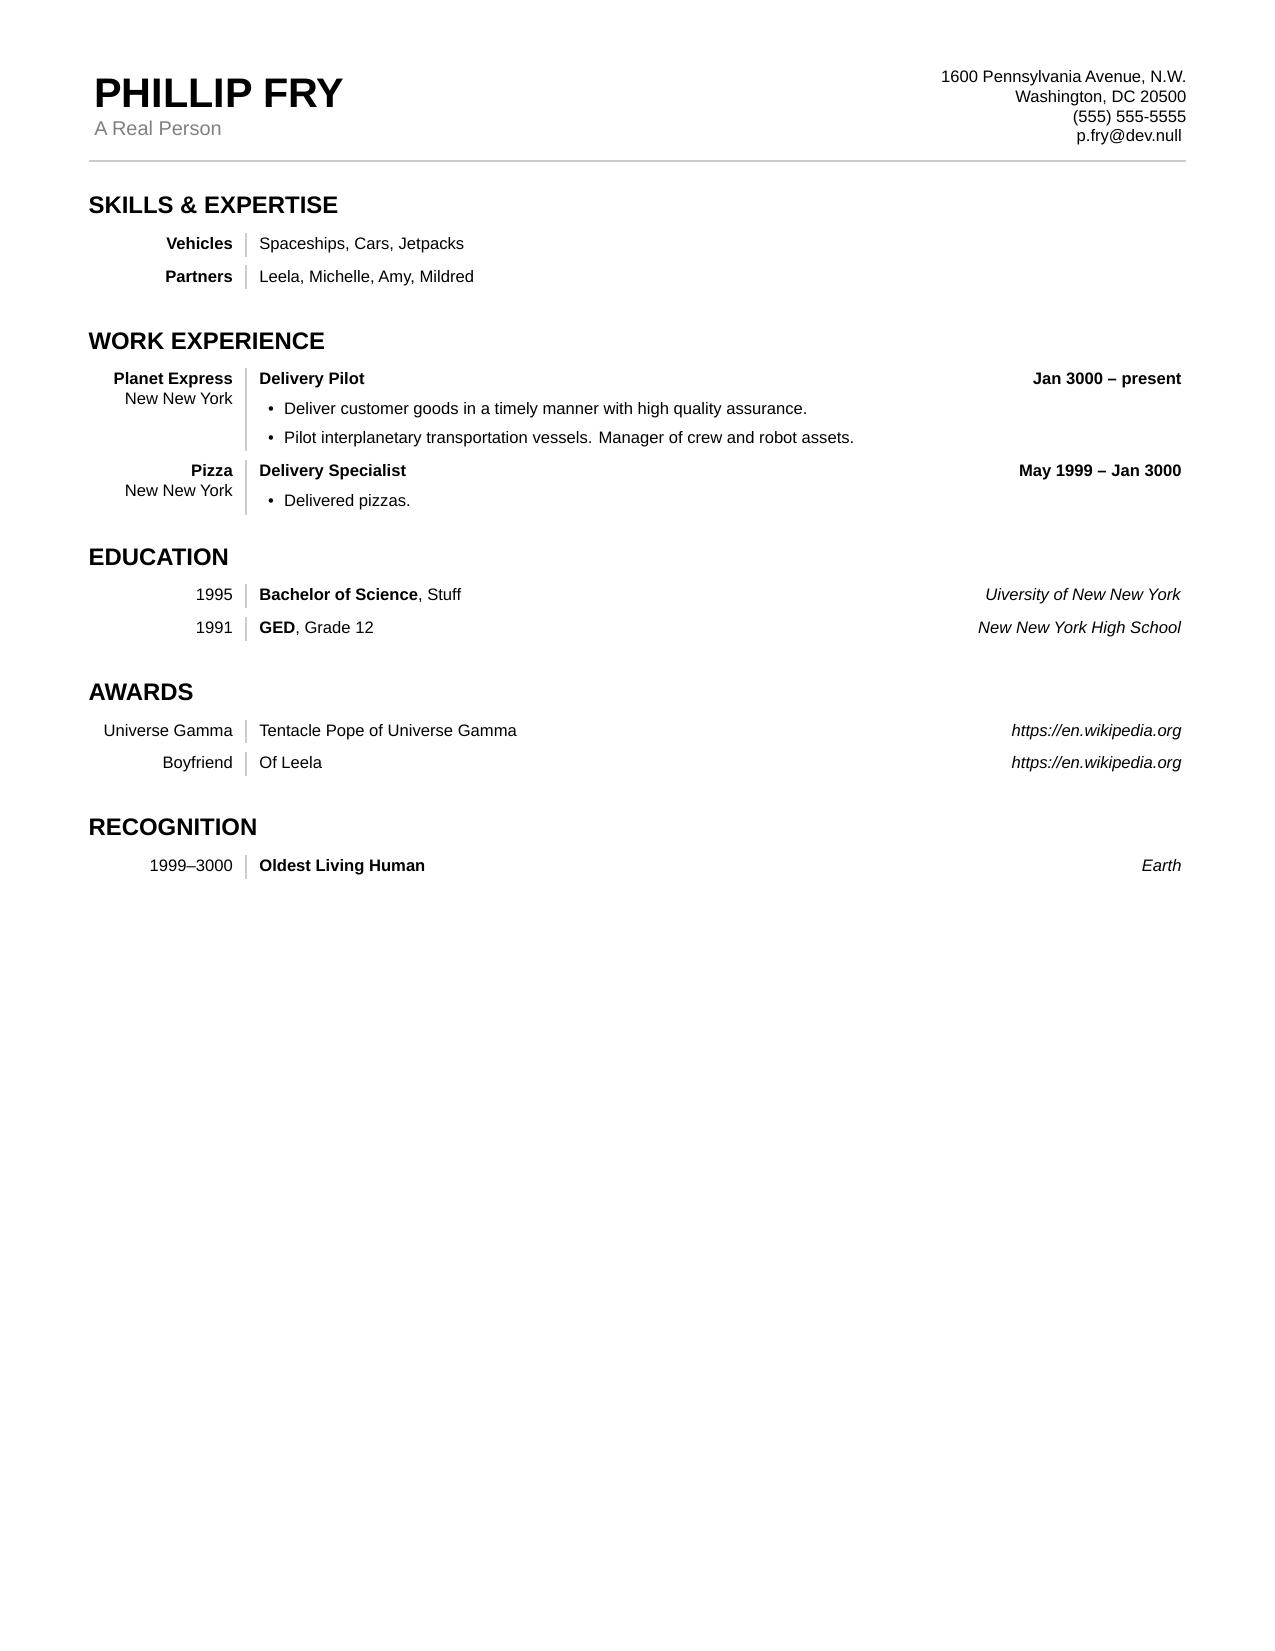 PHILLIP FRY
A Real Person
1600 Pennsylvania Avenue, N.W.
Washington, DC 20500
(555) 555-5555
p.fry@dev.null
SKILLS & EXPERTISE
Vehicles Spaceships, Cars, Jetpacks
Partners Leela, Michelle, Amy, Mildred
WORK EXPERIENCE
Planet Express Delivery Pilot Jan 3000 – present
New New York
• Deliver customer goods in a timely manner with high quality assurance.
• Pilot interplanetary transportation vessels. Manager of crew and robot assets.
Pizza Delivery Specialist May 1999 – Jan 3000
New New York
• Delivered pizzas.
EDUCATION
1995 Bachelor of Science, Stuff Uiversity of New New York
1991 GED, Grade 12 New New York High School
AWARDS
Universe Gamma Tentacle Pope of Universe Gamma https://en.wikipedia.org
Boyfriend Of Leela https://en.wikipedia.org
RECOGNITION
1999–3000 Oldest Living Human Earth